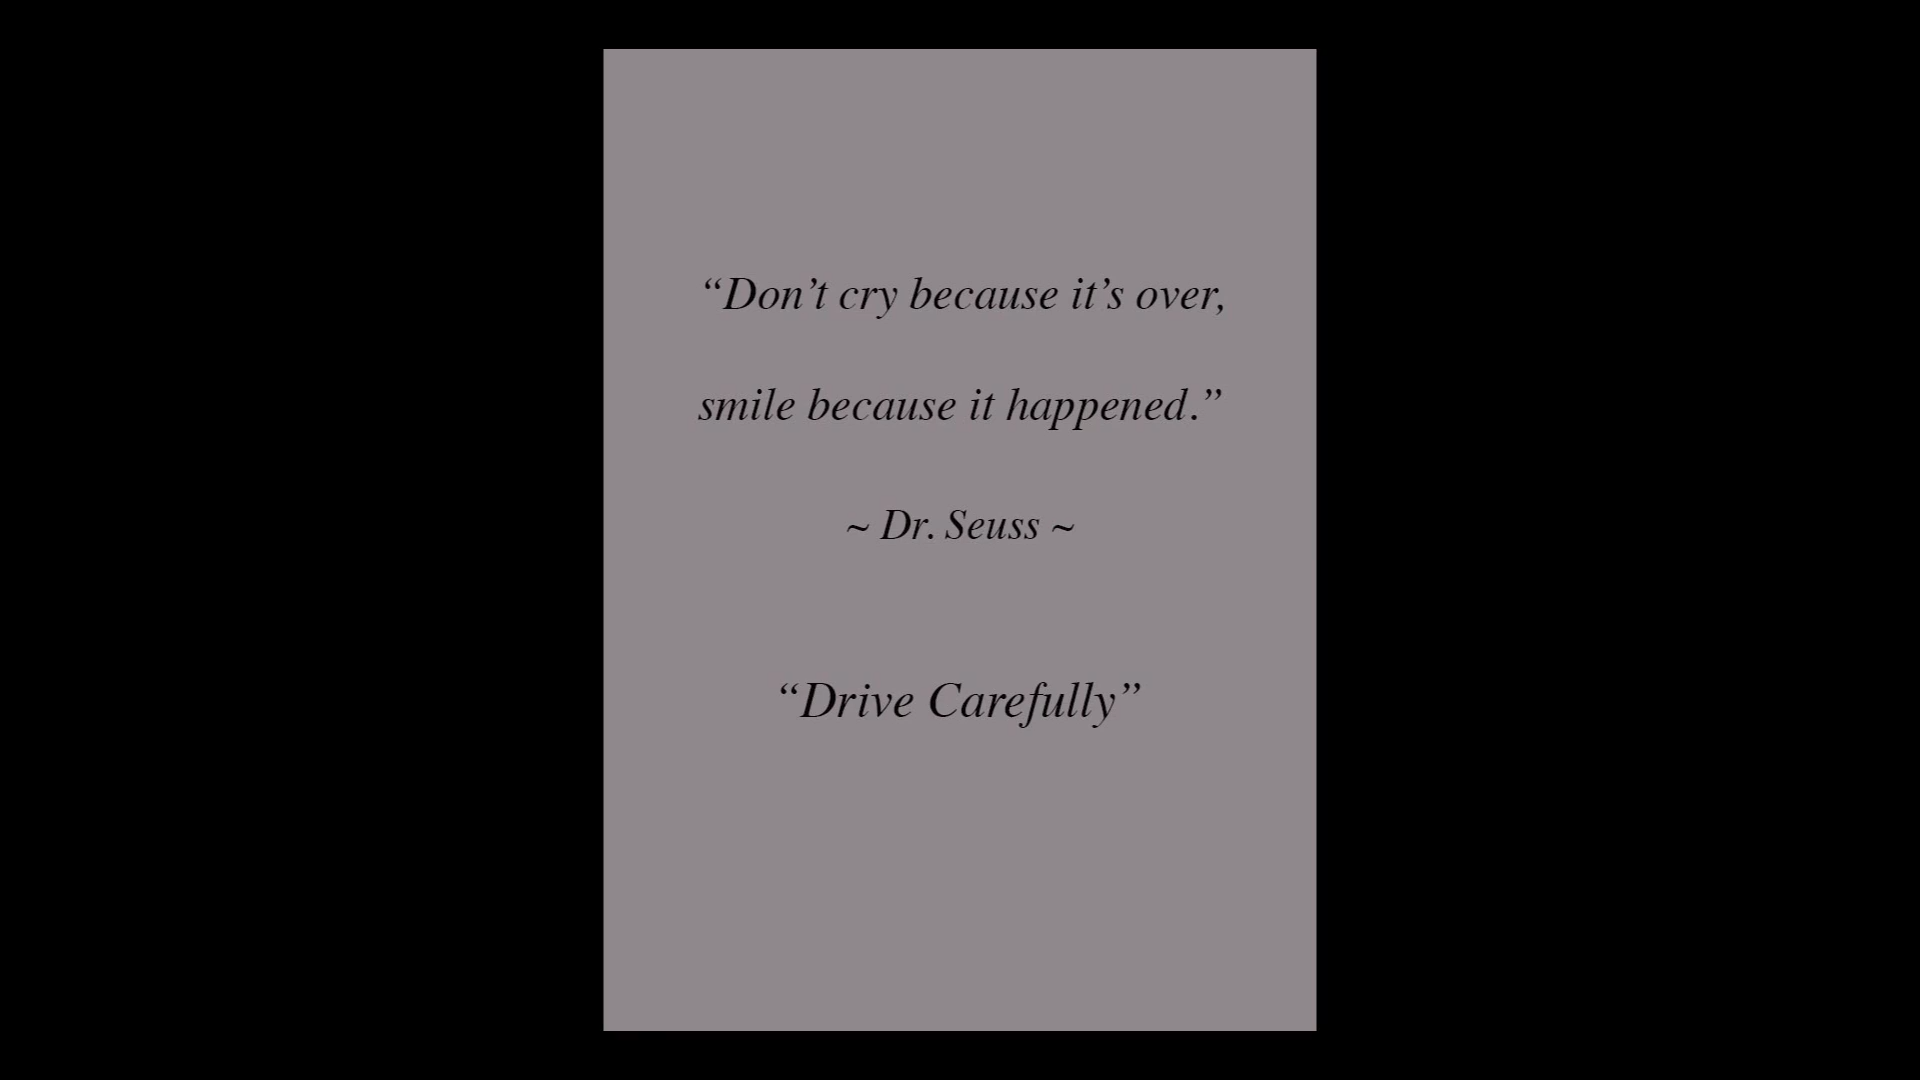 “Don’t cry because it’s over,
smile because it happened.”
~ Dr. Seuss ~
“Drive Carefully”